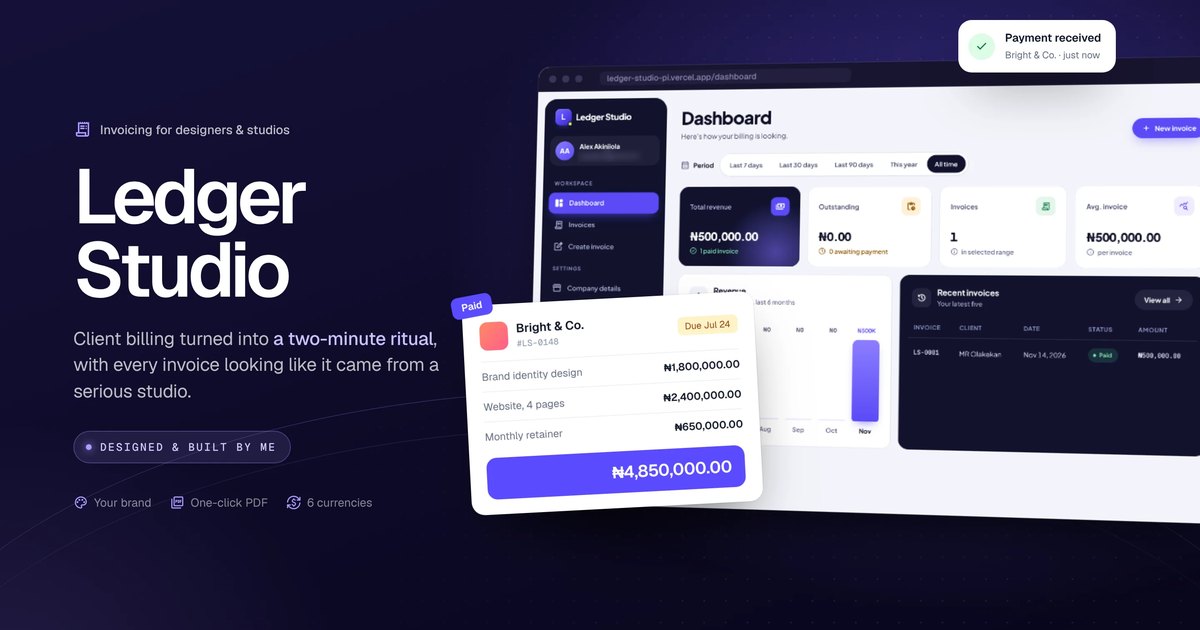 Invoicing for designers & studios
Ledger
Studio
Client billing turned into a two-minute ritual,
with every invoice looking like it came from a
serious studio.
DESIGNED & BUILT BY ME
Your brand
One-click PDF
6 currencies
Payment received
Bright & Co. · just now
ledger-studio-pi.vercel.app/dashboard
L
Ledger Studio
AA
Alex Akinlola
WORKSPACE
Dashboard
Invoices
Create invoice
SETTINGS
Company details
Dashboard
Here's how your billing is looking.
New invoice
Period
Last 7 days
Last 30 days
Last 90 days
This year
All time
Total revenue
₦500,000.00
1 paid invoice
Outstanding
₦0.00
0 awaiting payment
Invoices
1
in selected range
Avg. invoice
₦500,000.00
per invoice
Revenue
last 6 months
N0
N0
N0
N500K
Aug
Sep
Oct
Nov
Recent invoices
Your latest five
View all
INVOICE CLIENT DATE STATUS AMOUNT
LS-0001 MR Olakakan Nov 14, 2026 Paid ₦500,000.00
Paid
Bright & Co.
#LS-0148
Due Jul 24
Brand identity design ₦1,800,000.00
Website, 4 pages ₦2,400,000.00
Monthly retainer ₦650,000.00
₦4,850,000.00